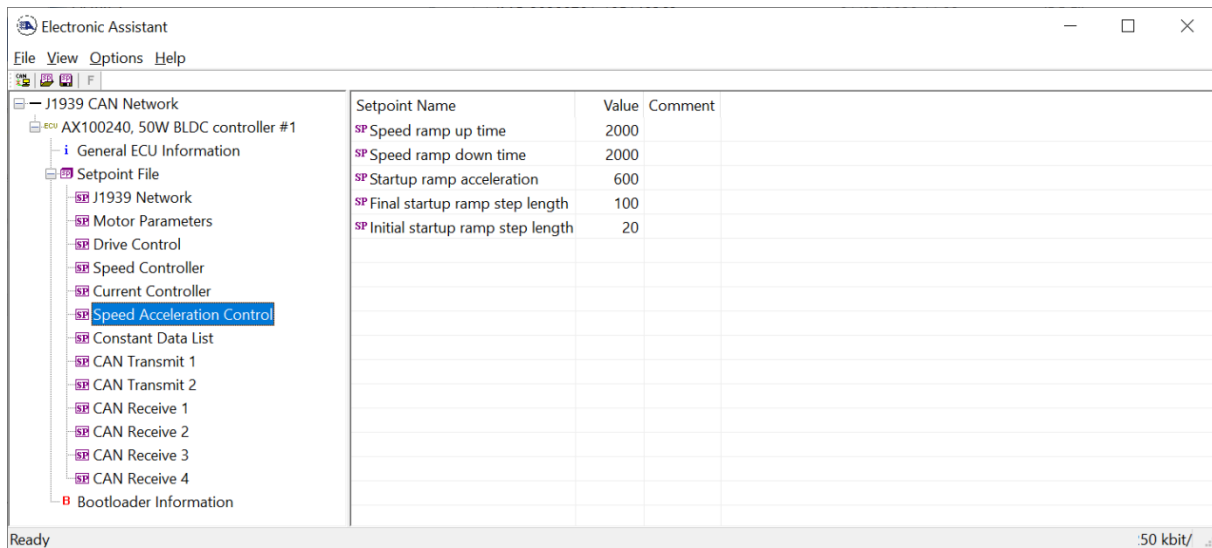 Electronic Assistant
File View Options Help
F
J1939 CAN Network
AX100240, 50W BLDC controller #1
i General ECU Information
Setpoint File
SP J1939 Network
SP Motor Parameters
SP Drive Control
SP Speed Controller
SP Current Controller
SP Speed Acceleration Control
SP Constant Data List
SP CAN Transmit 1
SP CAN Transmit 2
SP CAN Receive 1
SP CAN Receive 2
SP CAN Receive 3
SP CAN Receive 4
B Bootloader Information
Setpoint Name Value Comment
SP Speed ramp up time 2000
SP Speed ramp down time 2000
SP Startup ramp acceleration 600
SP Final startup ramp step length 100
SP Initial startup ramp step length 20
Ready
50 kbit/